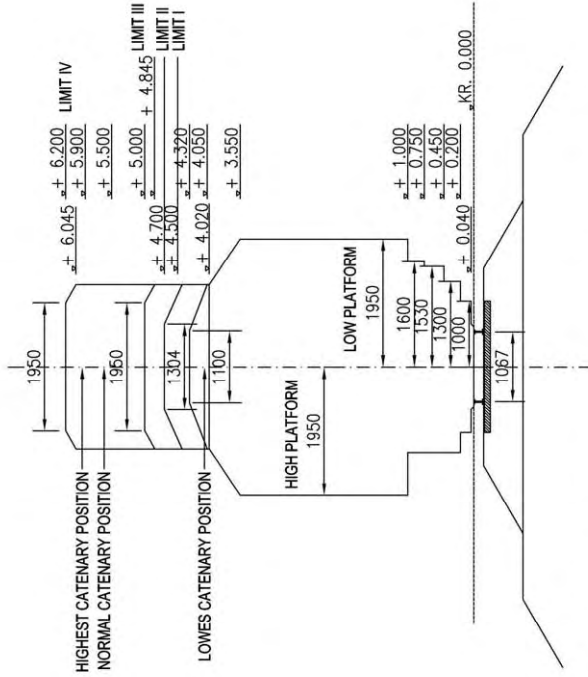 LIMIT IV
LIMIT III
LIMIT II
LIMIT I
+ 6.200
+ 6.045
+ 5.900
+ 5.500
+ 5.000
+ 4.845
+ 4.700
+ 4.500
+ 4.320
+ 4.050
+ 4.020
+ 3.550
+ 1.000
+ 0.750
+ 0.450
+ 0.200
+ 0.040
KR. 0.000
1950
1950
1304
1100
HIGHEST CATENARY POSITION
NORMAL CATENARY POSITION
LOWES CATENARY POSITION
HIGH PLATFORM
1950
LOW PLATFORM
1950
1600
1530
1300
1000
1067